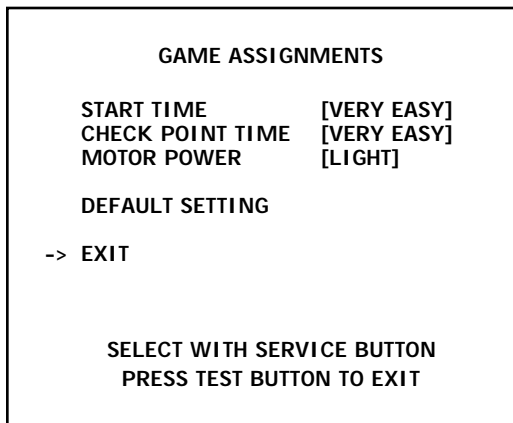 GAME ASSIGNMENTS
START TIME [VERY EASY]
CHECK POINT TIME [VERY EASY]
MOTOR POWER [LIGHT]
DEFAULT SETTING
-> EXIT
SELECT WITH SERVICE BUTTON
PRESS TEST BUTTON TO EXIT